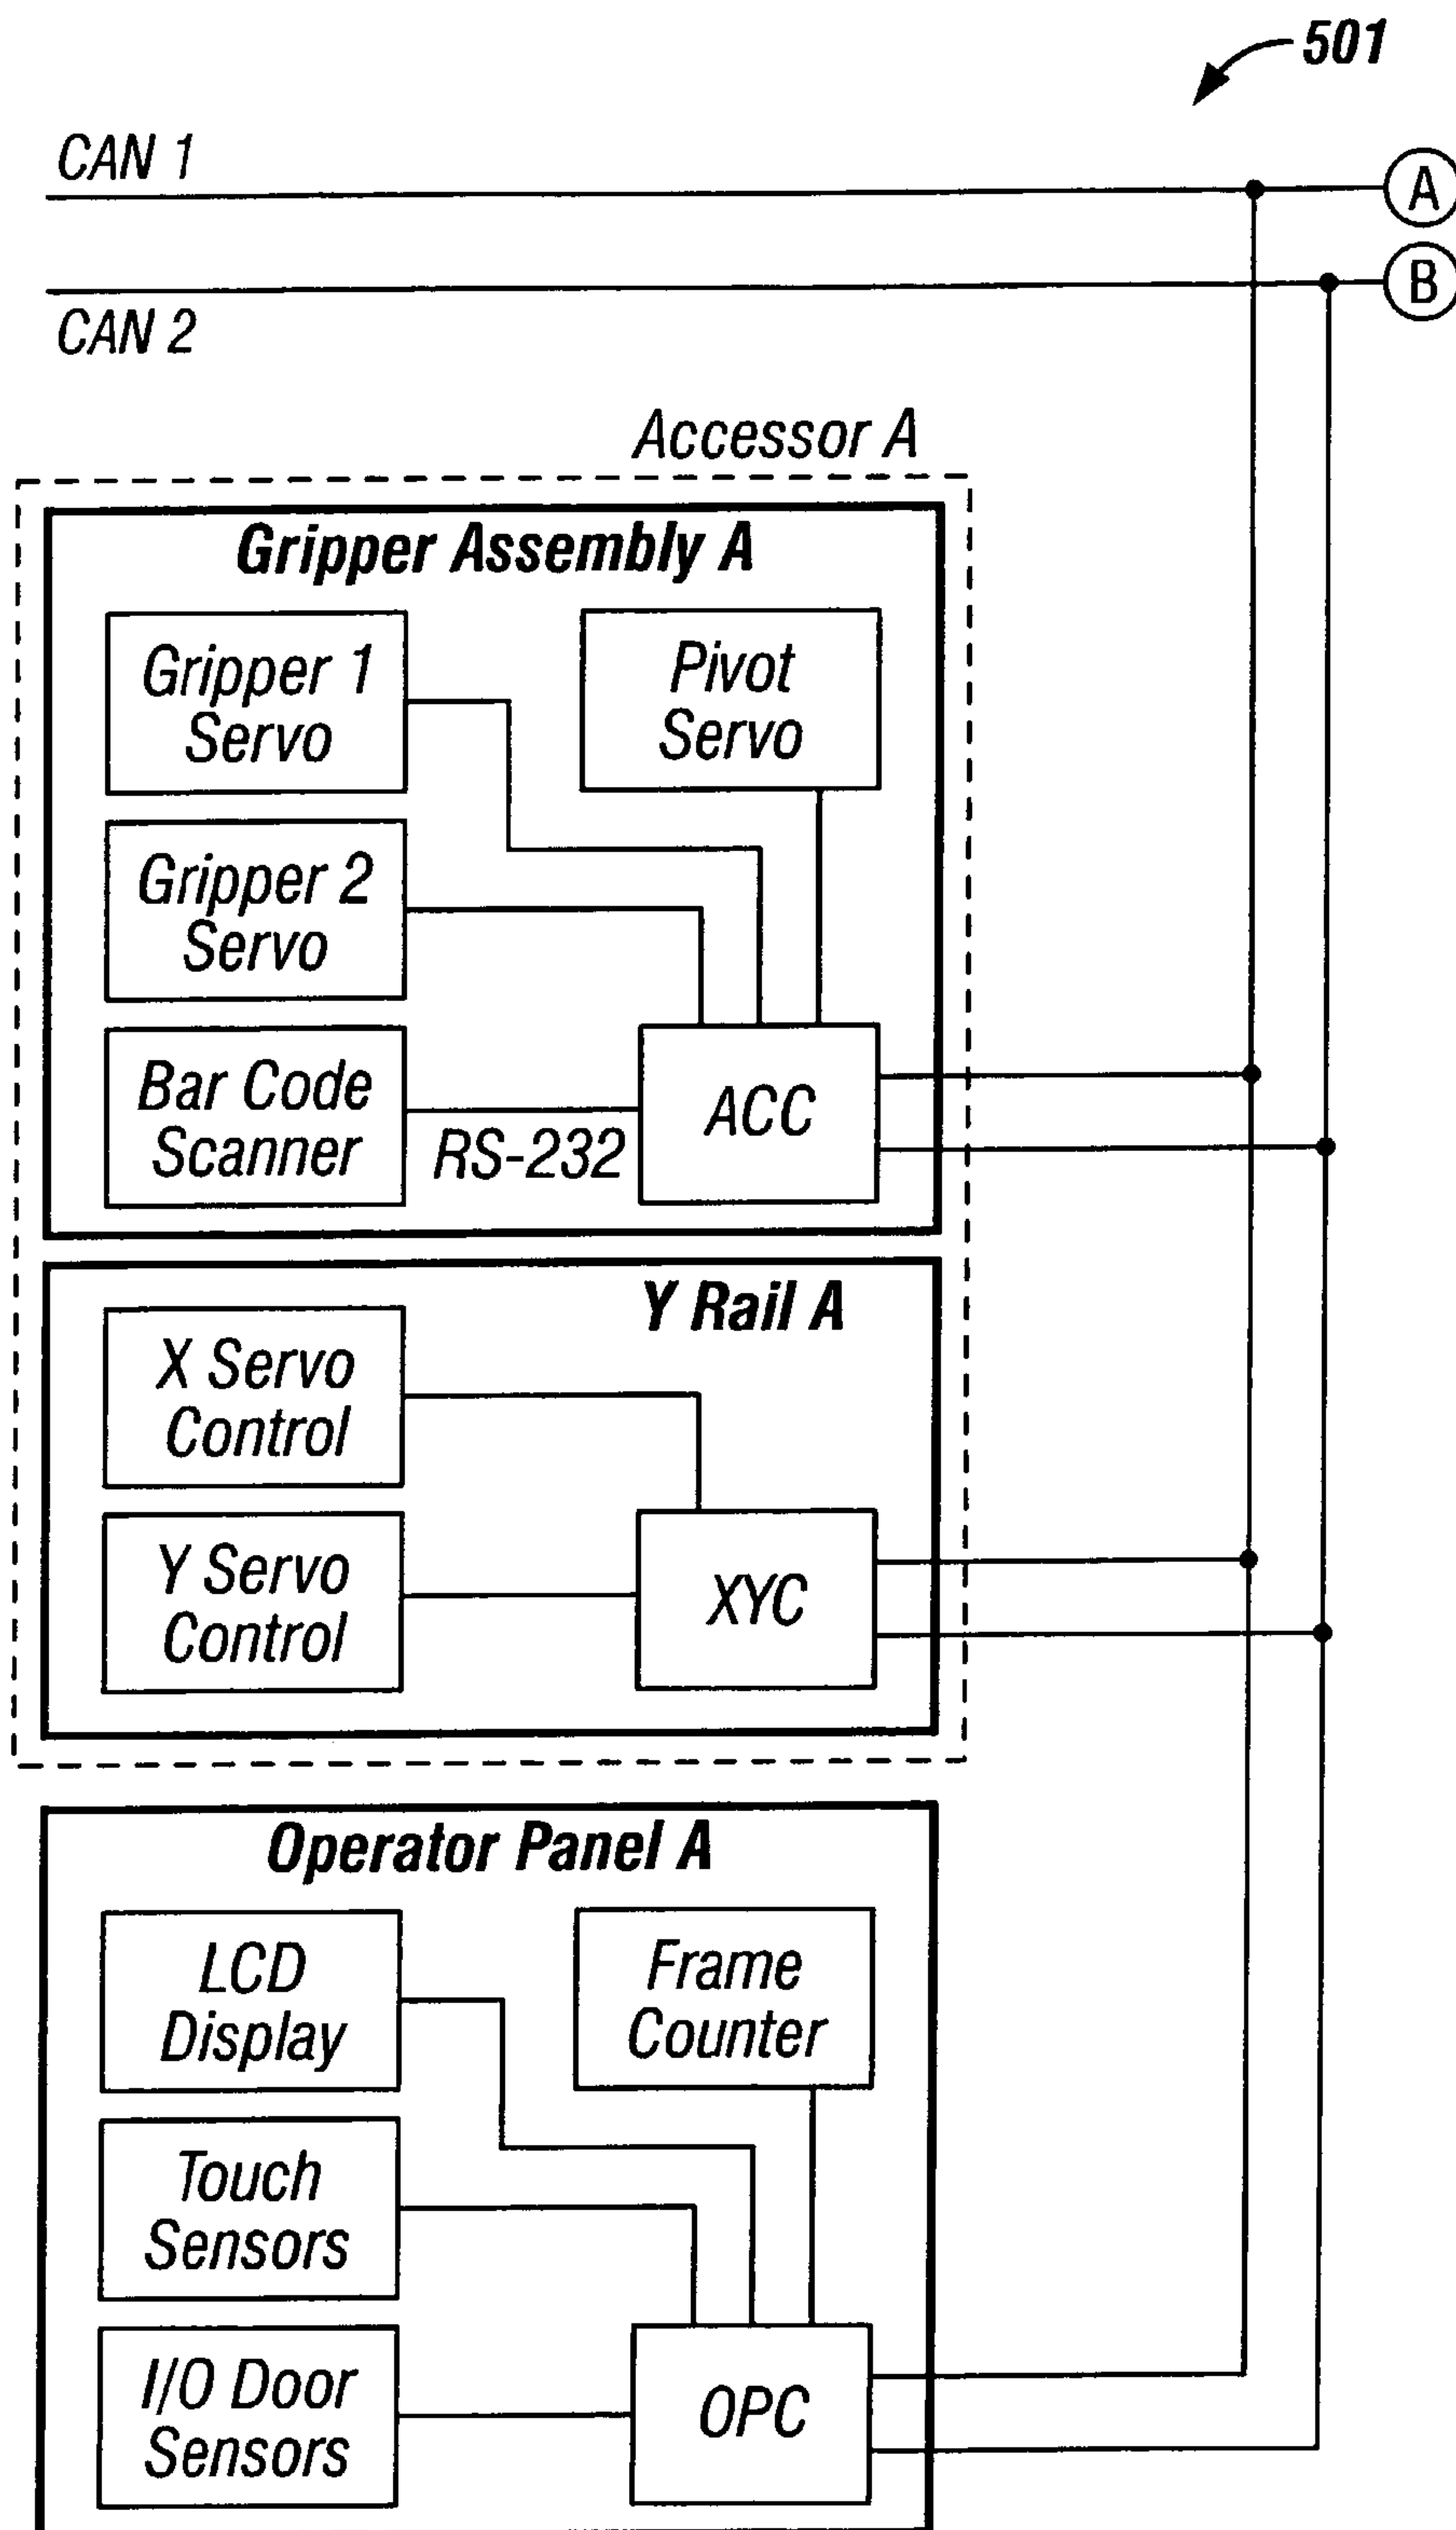 501
CAN 1
A
B
CAN 2
Accessor A
Gripper Assembly A
Gripper 1
Servo
Pivot
Servo
Gripper 2
Servo
Bar Code
Scanner
RS-232
ACC
Y Rail A
X Servo
Control
Y Servo
Control
XYC
Operator Panel A
LCD
Display
Frame
Counter
Touch
Sensors
I/O Door
Sensors
OPC